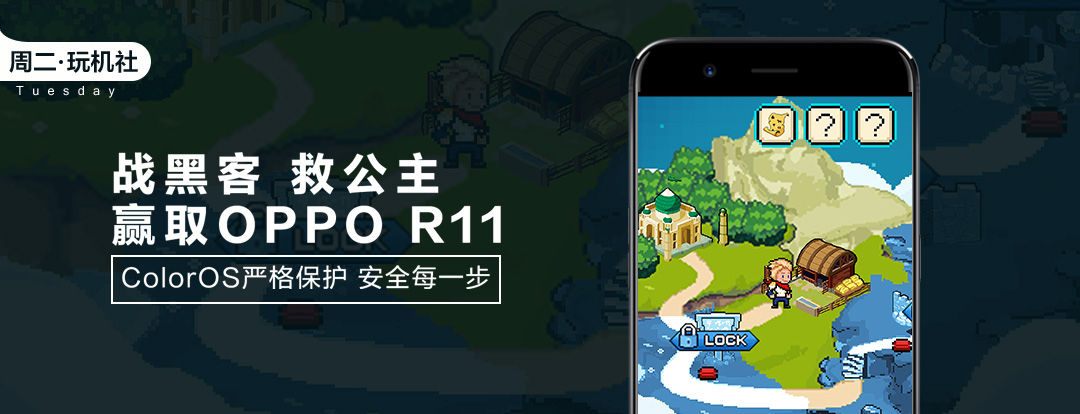 周二·玩机社
Tuesday
战黑客 救公主
赢取OPPO R11
ColorOS严格保护 安全每一步
? ?
LOCK
LOCK